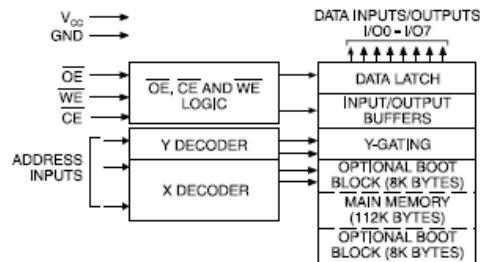 V_CC
GND
DATA INPUTS/OUTPUTS
I/O0 - I/O7
OE
WE
CE
OE, CE AND WE
LOGIC
DATA LATCH
INPUT/OUTPUT
BUFFERS
ADDRESS
INPUTS
Y DECODER
Y-GATING
X DECODER
OPTIONAL BOOT
BLOCK (8K BYTES)
MAIN MEMORY
(112K BYTES)
OPTIONAL BOOT
BLOCK (8K BYTES)